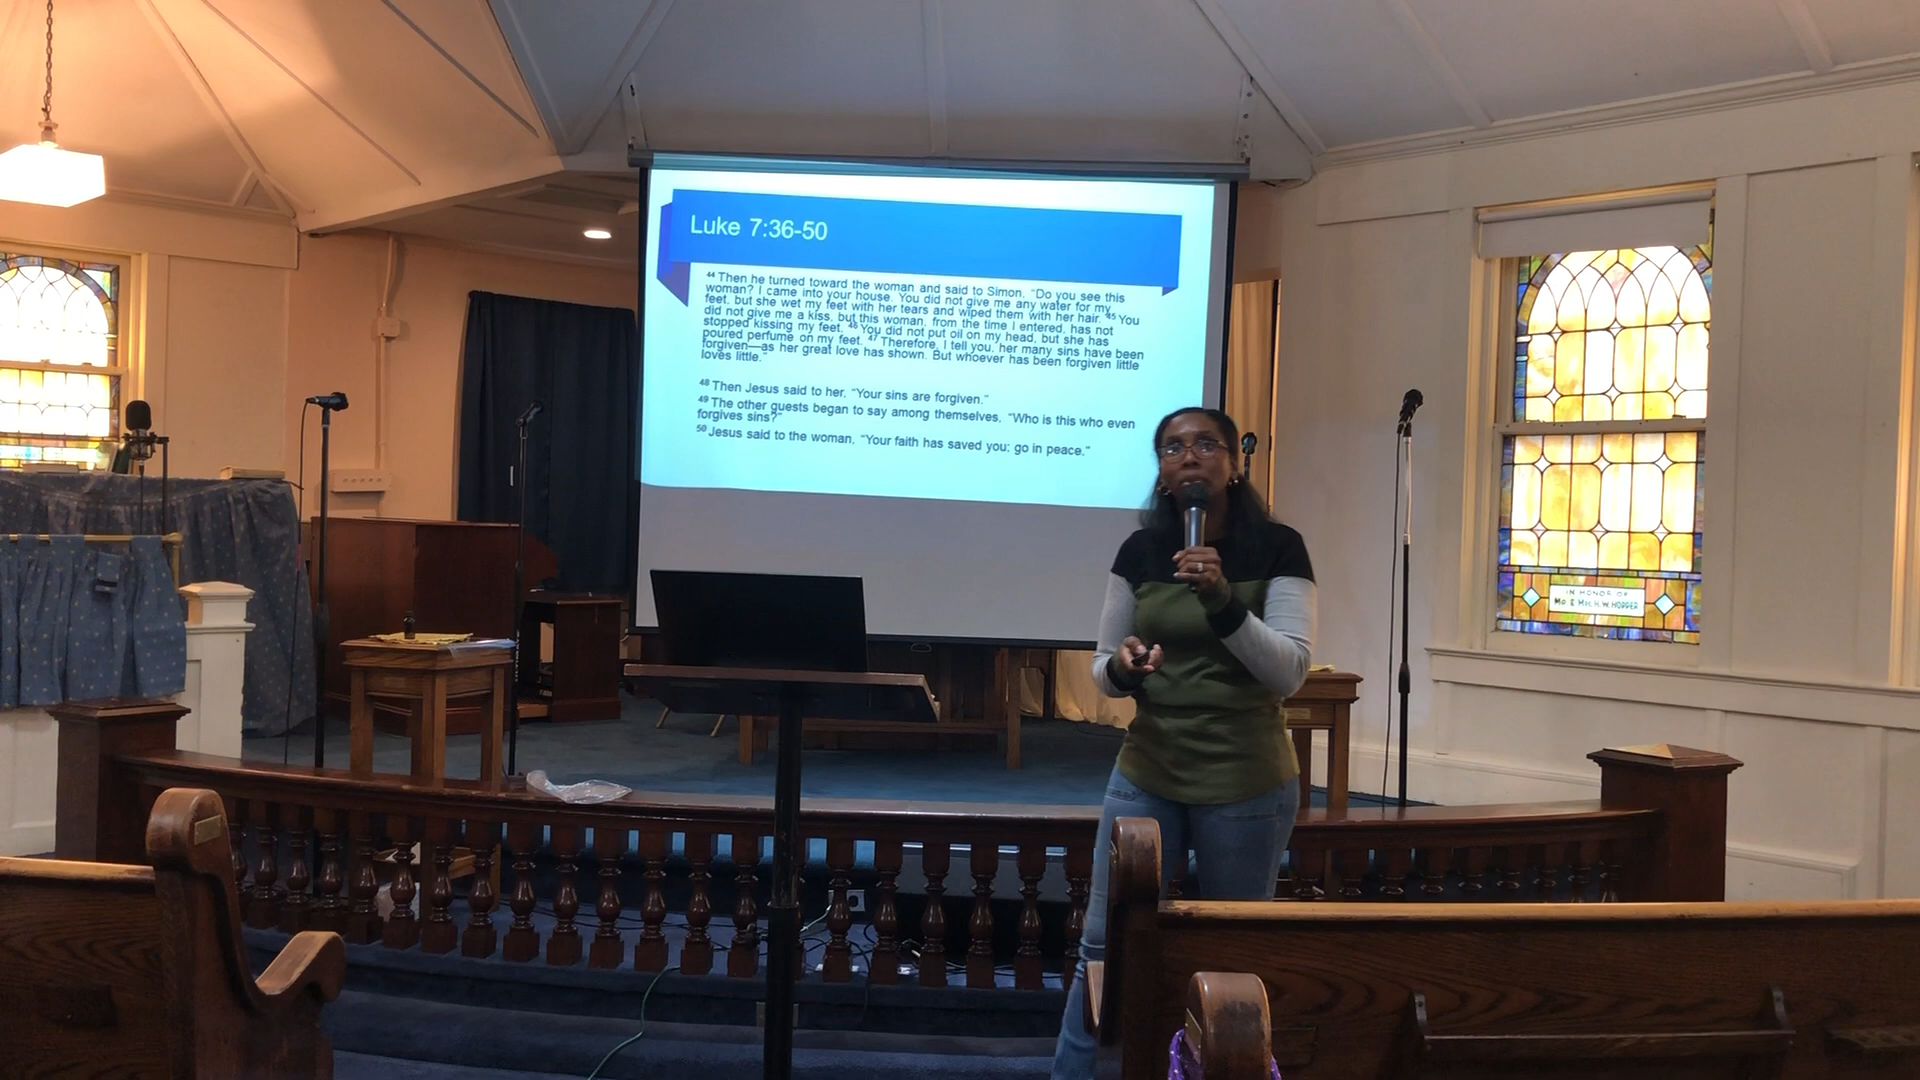 Luke 7:36-50
44 Then he turned toward the woman and said to Simon, "Do you see this
woman? I came into your house. You did not give me any water for my
feet, but she wet my feet with her tears and wiped them with her hair. 45 You
did not give me a kiss, but this woman, from the time I entered, has not
stopped kissing my feet. 46 You did not put oil on my head, but she has
poured perfume on my feet. 47 Therefore, I tell you, her many sins have been
forgiven—as her great love has shown. But whoever has been forgiven little
loves little."
48 Then Jesus said to her, "Your sins are forgiven."
49 The other guests began to say among themselves, "Who is this who even
forgives sins?"
50 Jesus said to the woman, "Your faith has saved you; go in peace."
IN HONOR OF
MR. & MRS. H.W. HOPPER